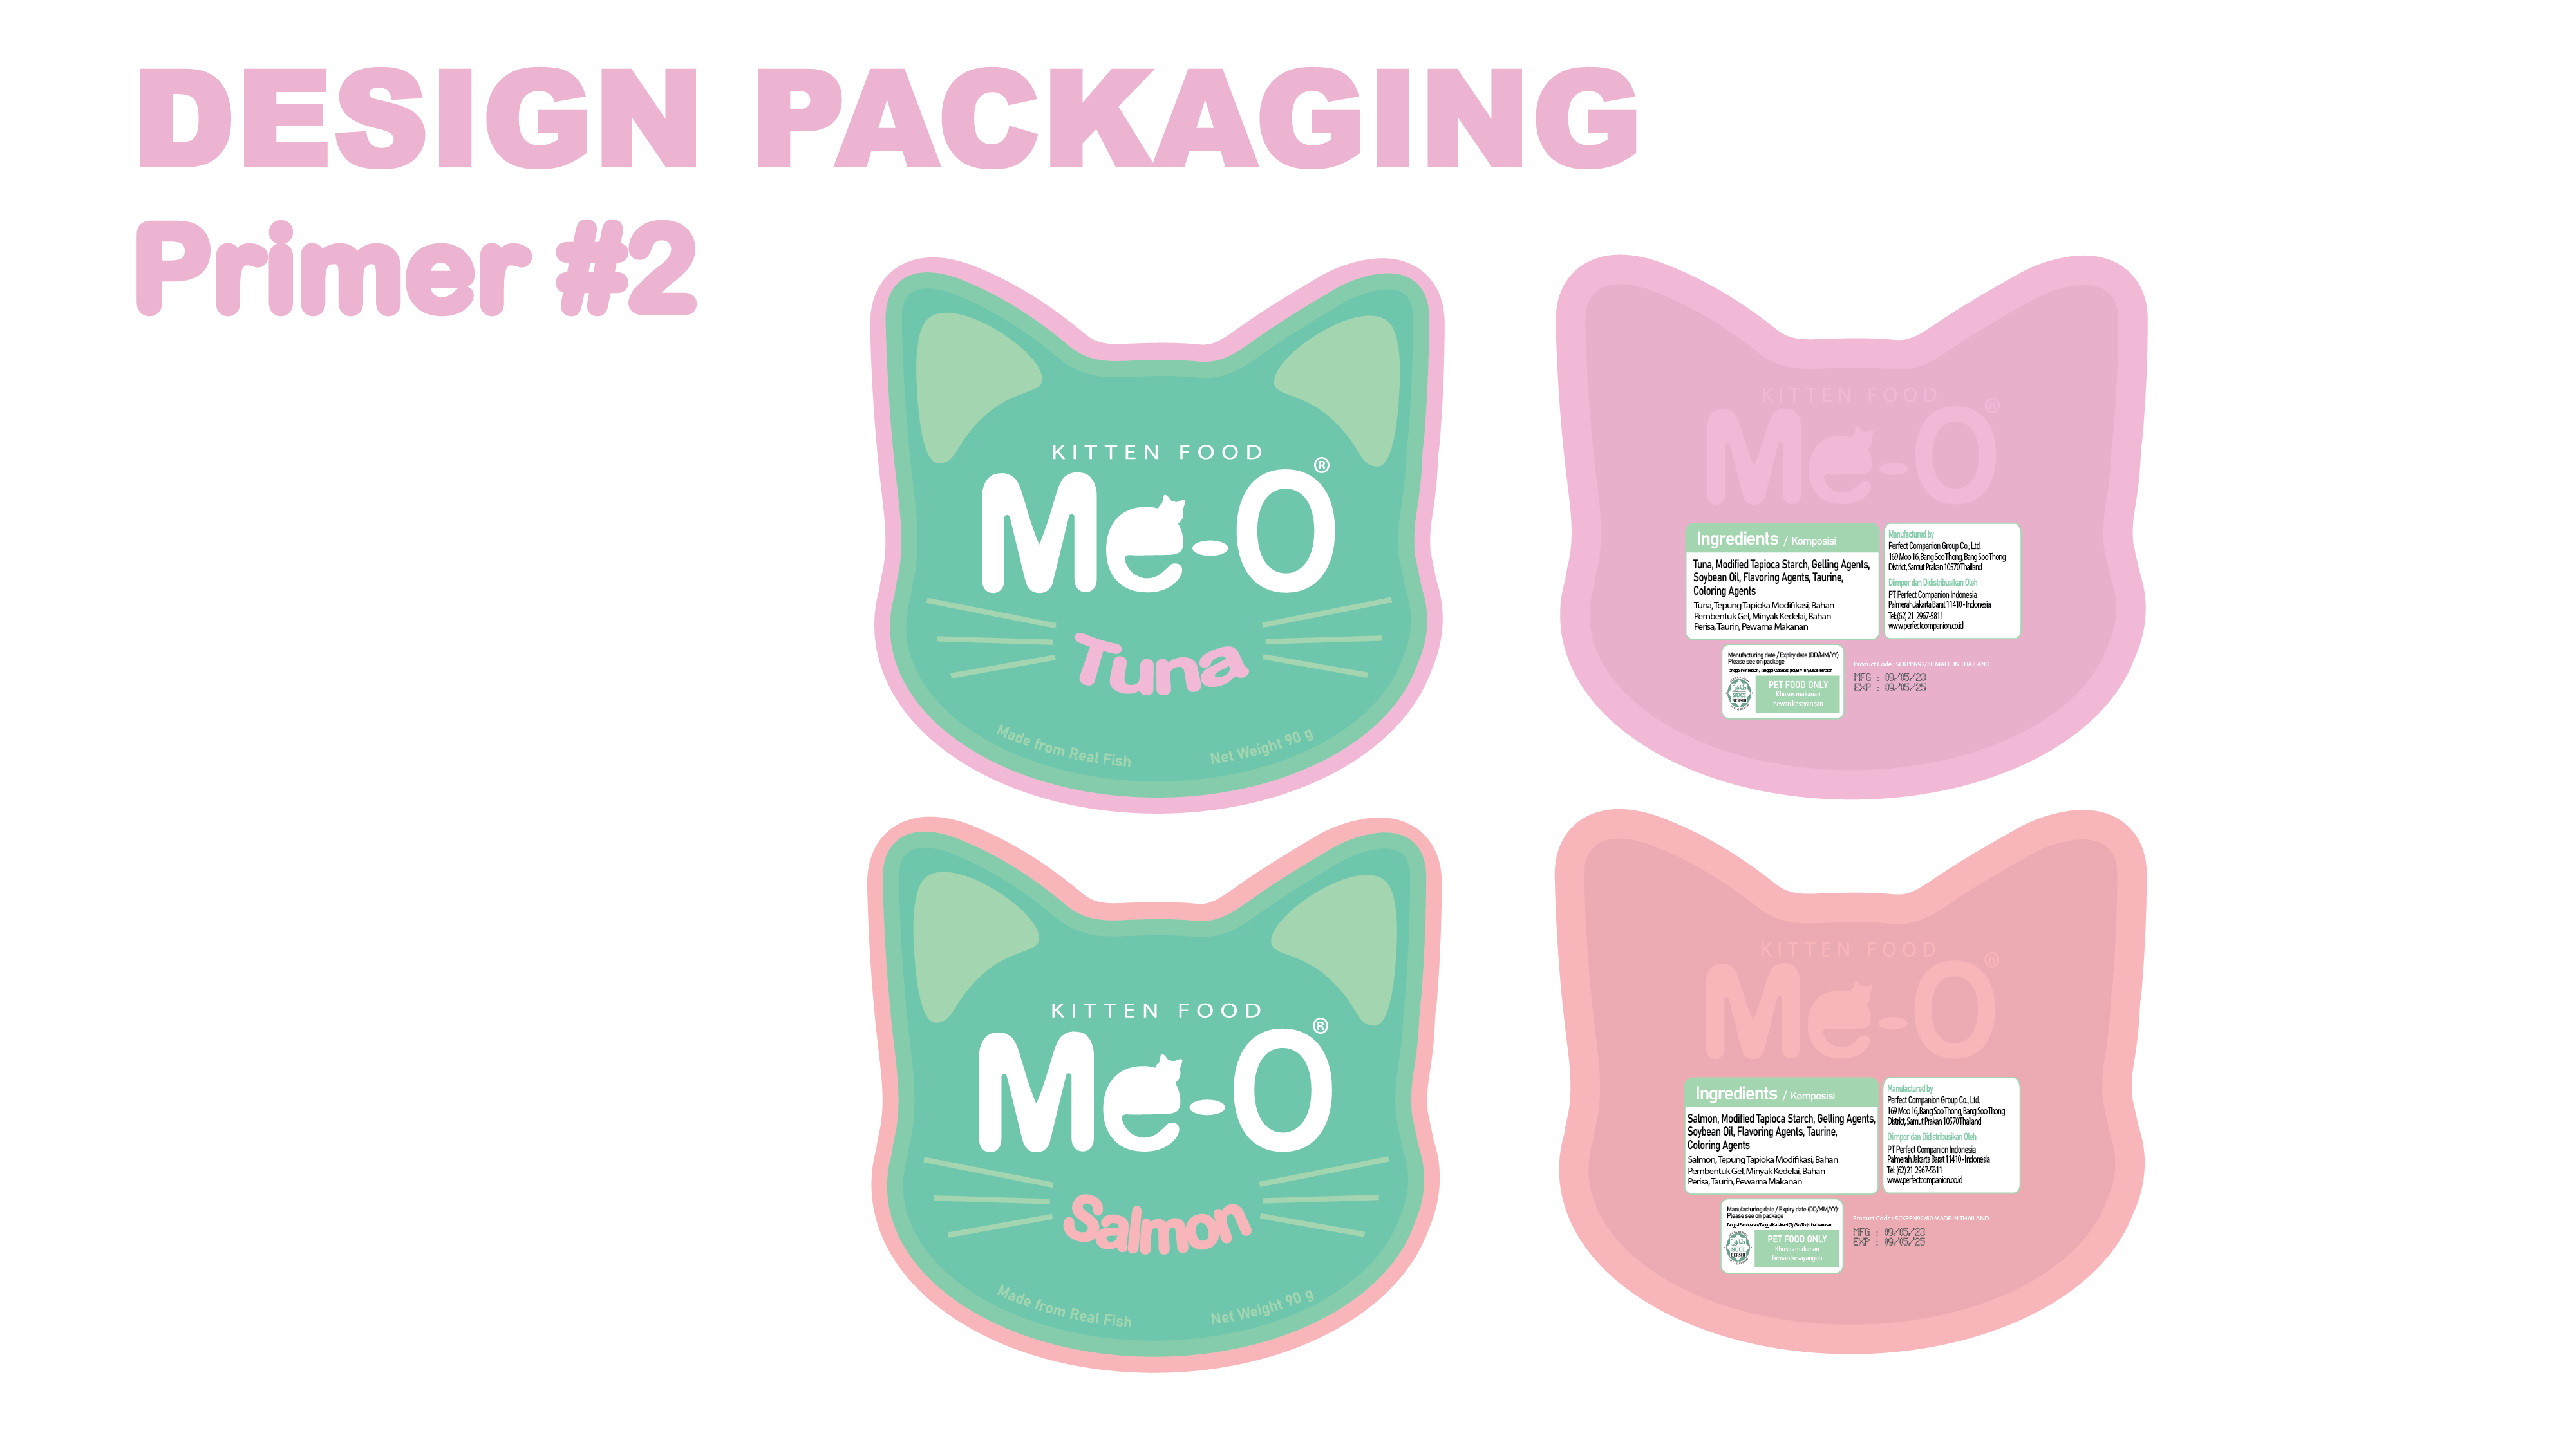 DESIGN PACKAGING
Primer #2
KITTEN FOOD
Me-O®
Tuna
Made from Real Fish
Net Weight 90 g
KITTEN FOOD
Me-O®
Ingredients / Komposisi
Tuna, Modified Tapioca Starch, Gelling Agents,
Soybean Oil, Flavoring Agents, Taurine,
Coloring Agents
Tuna, Tepung Tapioka Modifikasi, Bahan
Pembentuk Gel, Minyak Kedelai, Bahan
Perisa, Taurin, Pewarna Makanan
Manufactured by
Perfect Companion Group Co., Ltd.
169 Moo 16, Bang Soo Thong, Bang Soo Thong
District, Samut Prakan 10570 Thailand
Diimpor dan Didistribusikan Oleh
PT Perfect Companion Indonesia
Palmerah Jakarta Barat 11410 - Indonesia
Tel: (62) 21 2967-5811
www.perfectcompanion.co.id
Manufacturing date / Expiry date (DD/MM/YY):
Please see on package
PET FOOD ONLY
Khusus makanan
hewan kesayangan
Product Code : SCKPPN92/80 MADE IN THAILAND
MFG : 09/05/23
EXP : 09/05/25
KITTEN FOOD
Me-O®
Salmon
Made from Real Fish
Net Weight 90 g
KITTEN FOOD
Me-O®
Ingredients / Komposisi
Salmon, Modified Tapioca Starch, Gelling Agents,
Soybean Oil, Flavoring Agents, Taurine,
Coloring Agents
Salmon, Tepung Tapioka Modifikasi, Bahan
Pembentuk Gel, Minyak Kedelai, Bahan
Perisa, Taurin, Pewarna Makanan
Manufactured by
Perfect Companion Group Co., Ltd.
169 Moo 16, Bang Soo Thong, Bang Soo Thong
District, Samut Prakan 10570 Thailand
Diimpor dan Didistribusikan Oleh
PT Perfect Companion Indonesia
Palmerah Jakarta Barat 11410 - Indonesia
Tel: (62) 21 2967-5811
www.perfectcompanion.co.id
Manufacturing date / Expiry date (DD/MM/YY):
Please see on package
PET FOOD ONLY
Khusus makanan
hewan kesayangan
Product Code : SCKPPN92/80 MADE IN THAILAND
MFG : 09/05/23
EXP : 09/05/25